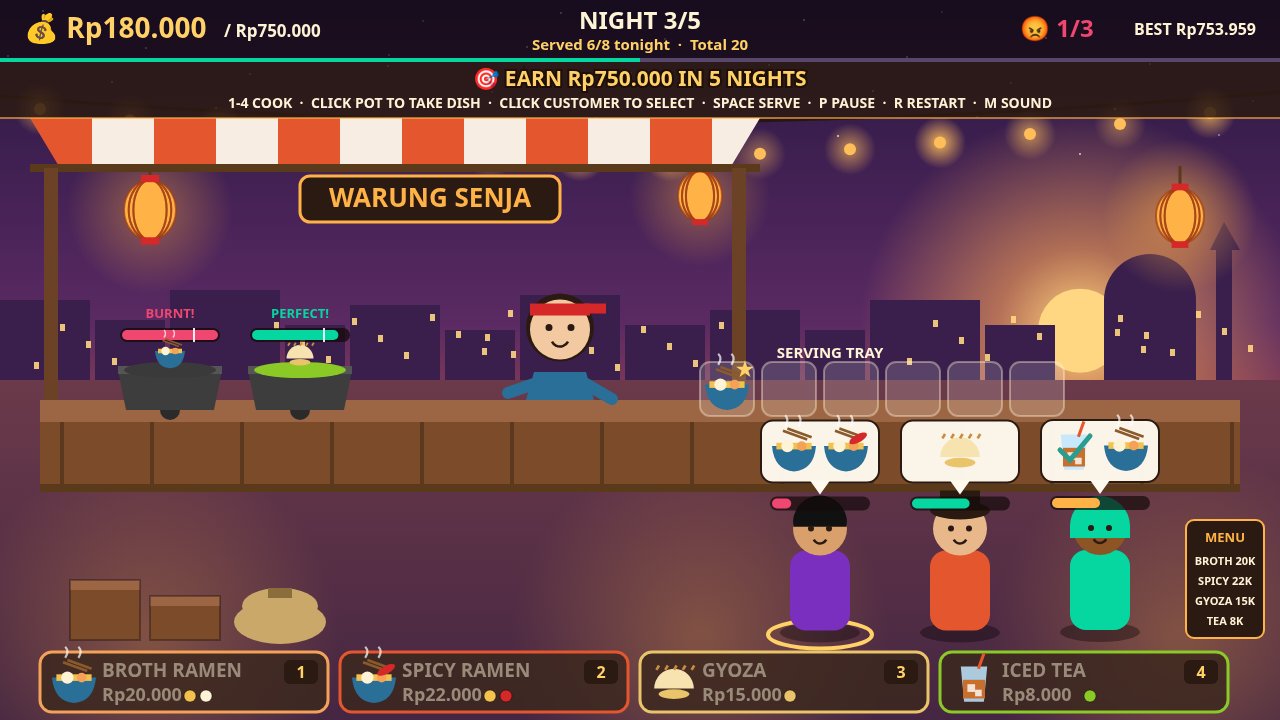 Rp180.000 / Rp750.000
NIGHT 3/5
Served 6/8 tonight · Total 20
1/3
BEST Rp753.959
EARN Rp750.000 IN 5 NIGHTS
1-4 COOK · CLICK POT TO TAKE DISH · CLICK CUSTOMER TO SELECT · SPACE SERVE · P PAUSE · R RESTART · M SOUND
WARUNG SENJA
BURNT!
PERFECT!
SERVING TRAY
MENU
BROTH 20K
SPICY 22K
GYOZA 15K
TEA 8K
BROTH RAMEN 1
Rp20.000
SPICY RAMEN 2
Rp22.000
GYOZA 3
Rp15.000
ICED TEA 4
Rp8.000